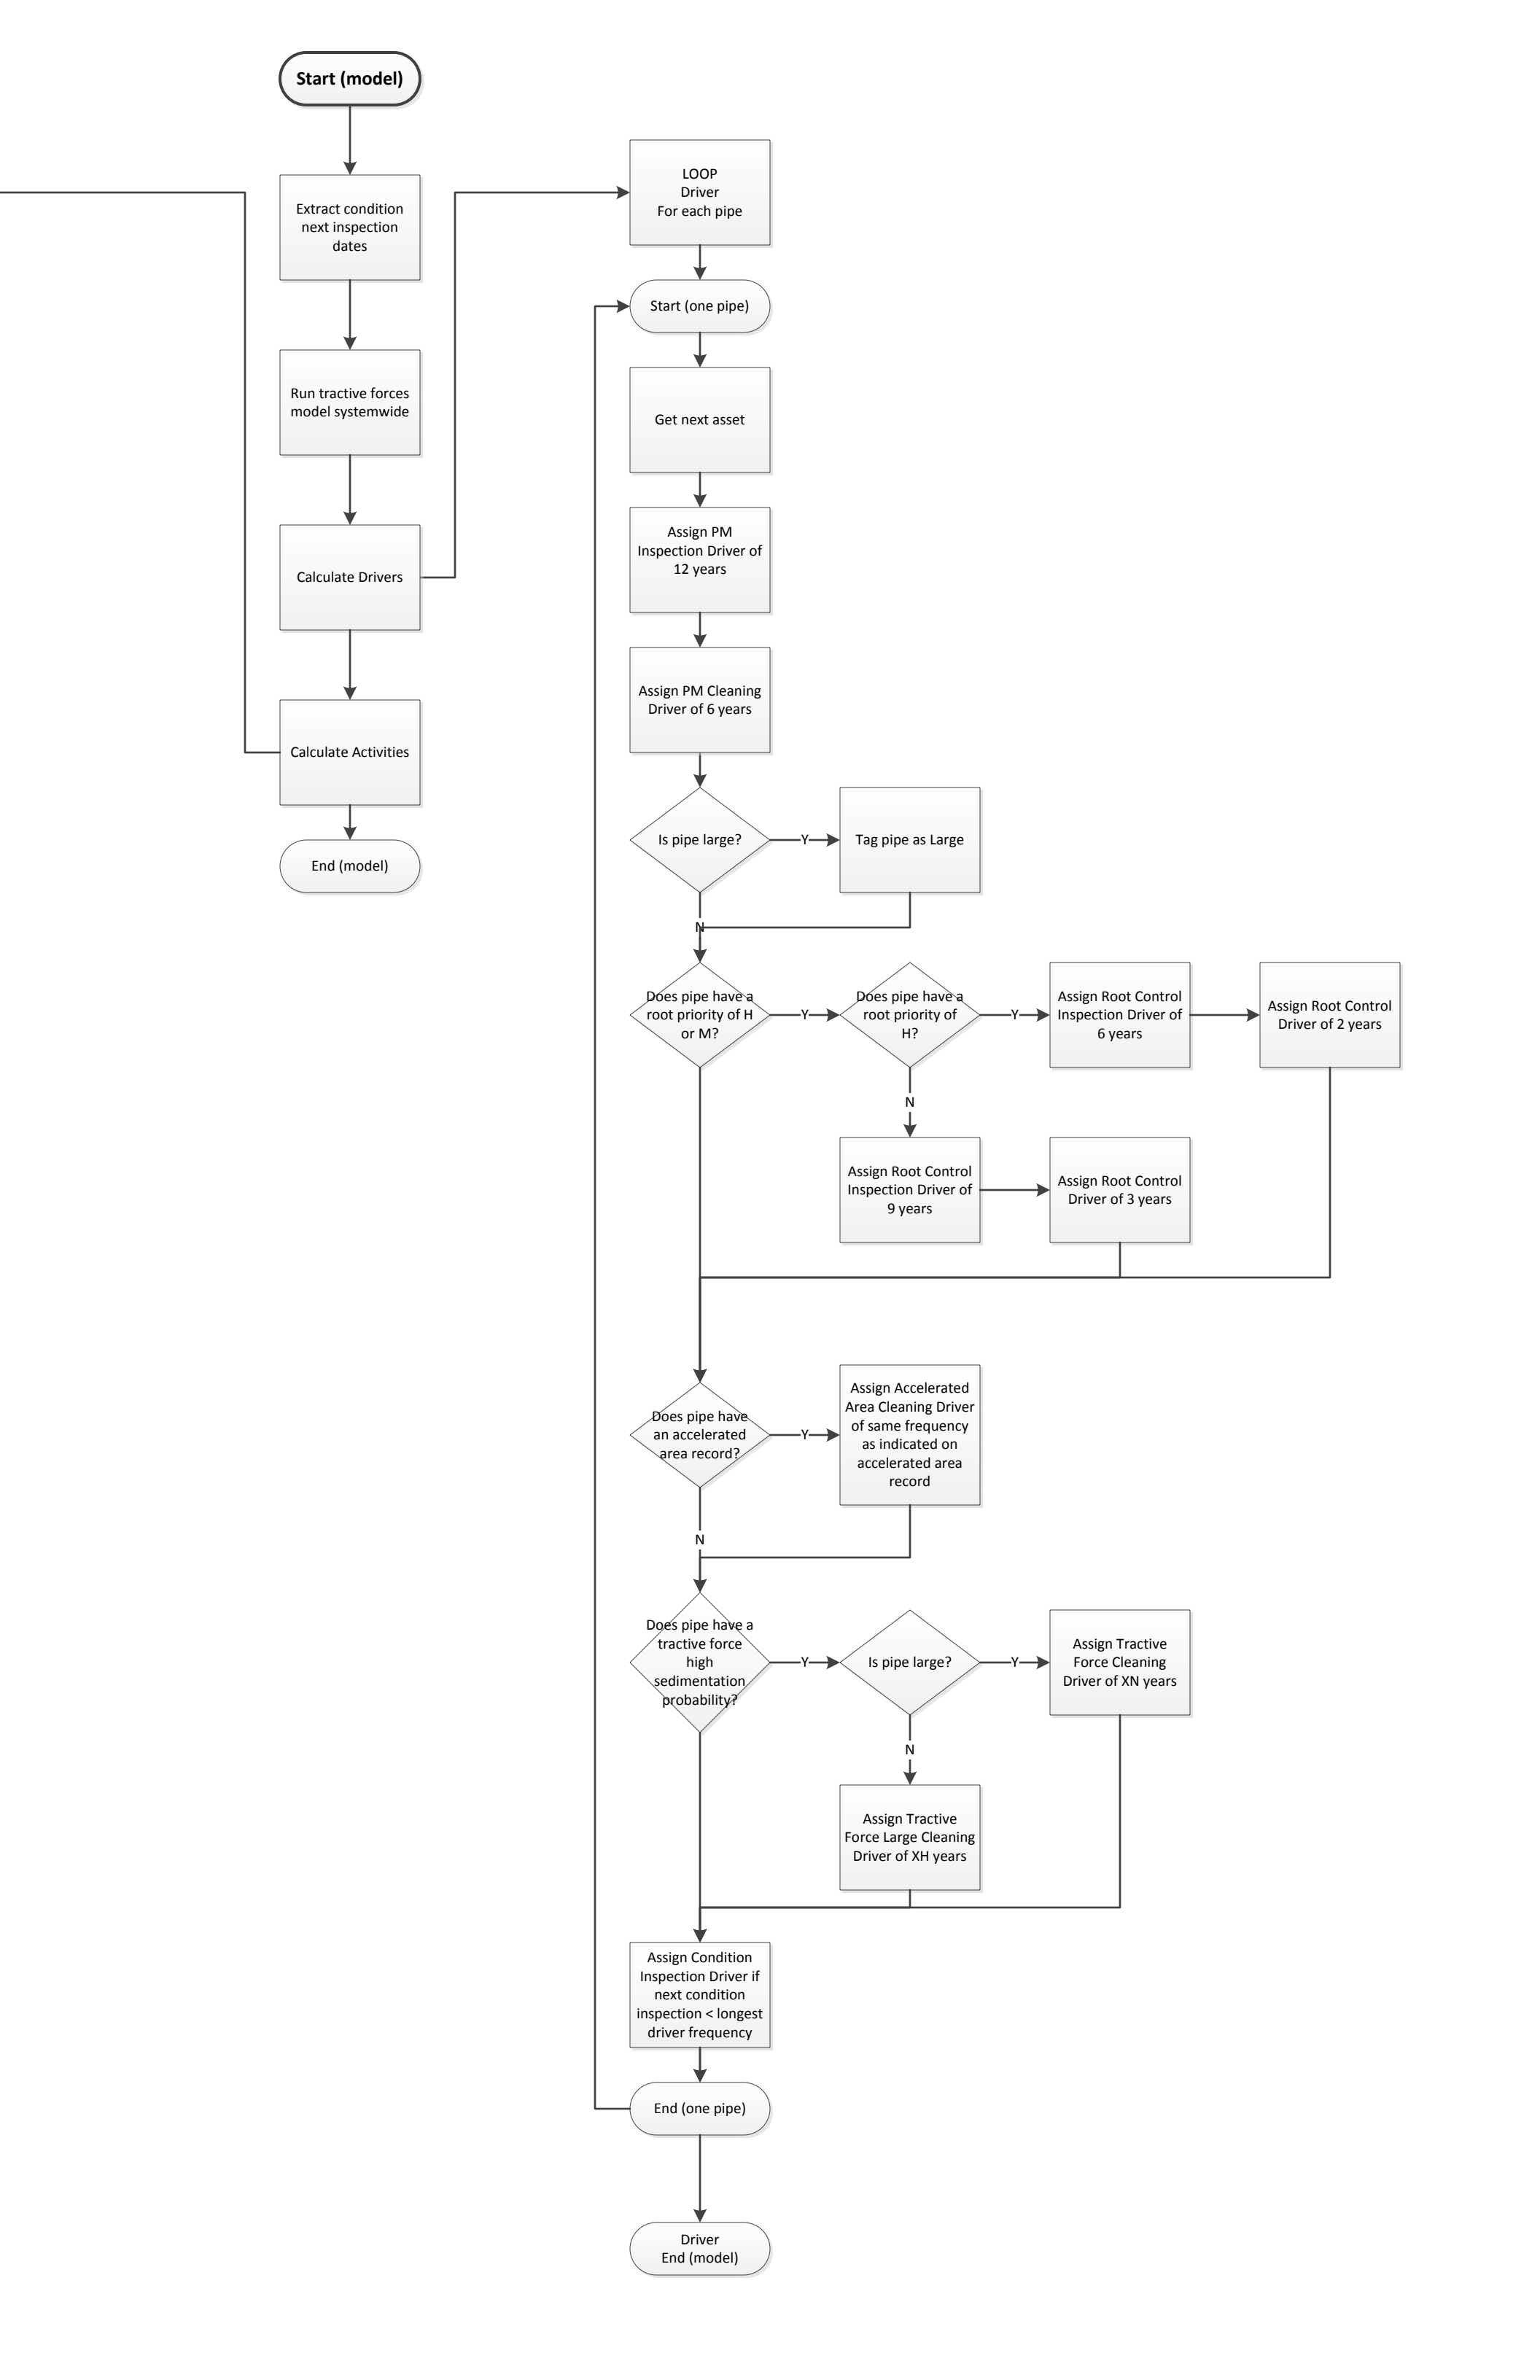 Start (model)
Extract condition
next inspection
dates
Run tractive forces
model systemwide
Calculate Drivers
Calculate Activities
End (model)
LOOP
Driver
For each pipe
Start (one pipe)
Get next asset
Assign PM
Inspection Driver of
12 years
Assign PM Cleaning
Driver of 6 years
Is pipe large?
Y
Tag pipe as Large
N
Does pipe have a
root priority of H
or M?
Y
Does pipe have a
root priority of
H?
Y
Assign Root Control
Inspection Driver of
6 years
Assign Root Control
Driver of 2 years
N
Assign Root Control
Inspection Driver of
9 years
Assign Root Control
Driver of 3 years
Does pipe have
an accelerated
area record?
Y
Assign Accelerated
Area Cleaning Driver
of same frequency
as indicated on
accelerated area
record
N
Does pipe have a
tractive force
high
sedimentation
probability?
Y
Is pipe large?
Y
Assign Tractive
Force Cleaning
Driver of XN years
N
Assign Tractive
Force Large Cleaning
Driver of XH years
Assign Condition
Inspection Driver if
next condition
inspection < longest
driver frequency
End (one pipe)
Driver
End (model)